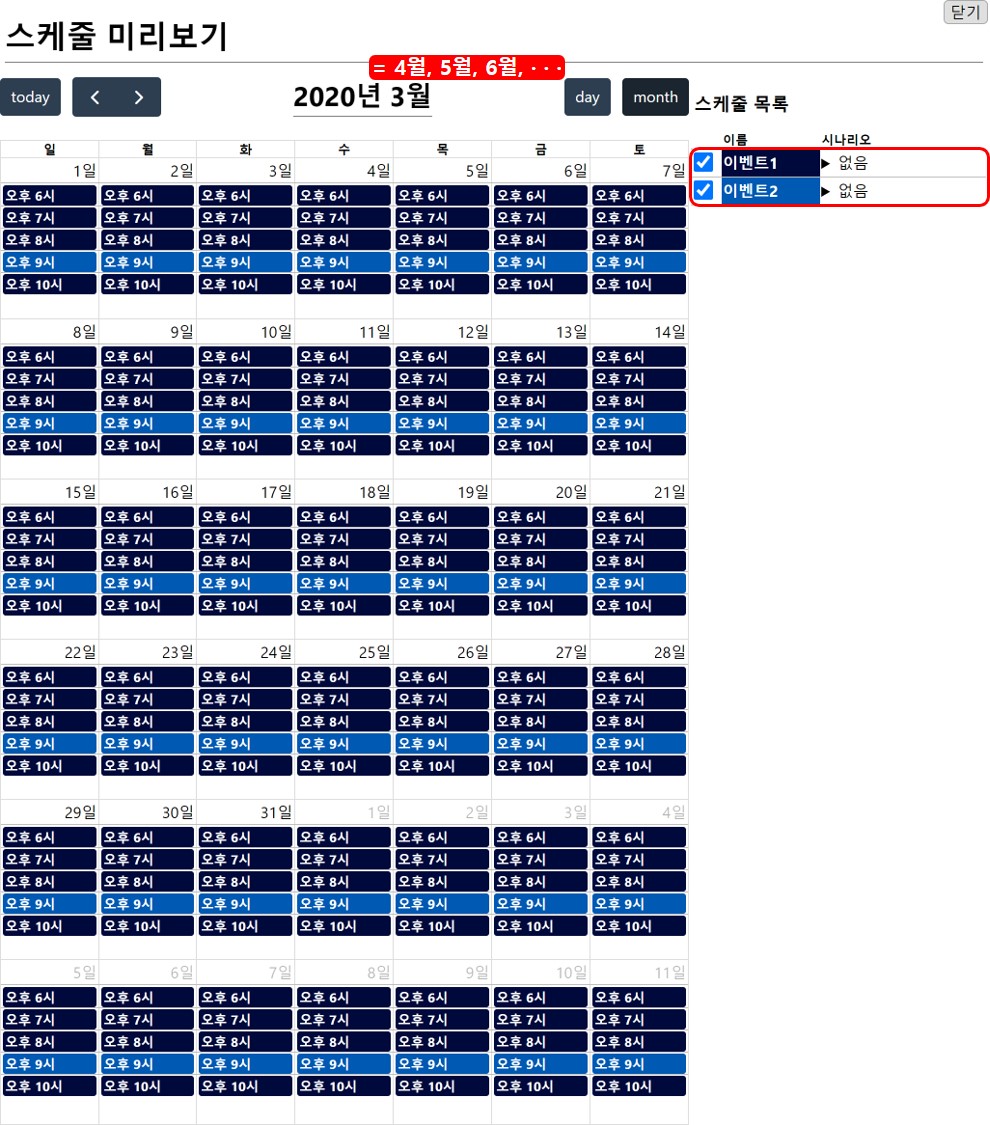 닫기
스케줄 미리보기
= 4월, 5월, 6월, · · ·
today < > 2020년 3월 day month 스케줄 목록
이름 시나리오
이벤트1 ▶ 없음
이벤트2 ▶ 없음
일 월 화 수 목 금 토
1일 2일 3일 4일 5일 6일 7일
오후 6시 오후 6시 오후 6시 오후 6시 오후 6시 오후 6시 오후 6시
오후 7시 오후 7시 오후 7시 오후 7시 오후 7시 오후 7시 오후 7시
오후 8시 오후 8시 오후 8시 오후 8시 오후 8시 오후 8시 오후 8시
오후 9시 오후 9시 오후 9시 오후 9시 오후 9시 오후 9시 오후 9시
오후 10시 오후 10시 오후 10시 오후 10시 오후 10시 오후 10시 오후 10시
8일 9일 10일 11일 12일 13일 14일
오후 6시 오후 6시 오후 6시 오후 6시 오후 6시 오후 6시 오후 6시
오후 7시 오후 7시 오후 7시 오후 7시 오후 7시 오후 7시 오후 7시
오후 8시 오후 8시 오후 8시 오후 8시 오후 8시 오후 8시 오후 8시
오후 9시 오후 9시 오후 9시 오후 9시 오후 9시 오후 9시 오후 9시
오후 10시 오후 10시 오후 10시 오후 10시 오후 10시 오후 10시 오후 10시
15일 16일 17일 18일 19일 20일 21일
오후 6시 오후 6시 오후 6시 오후 6시 오후 6시 오후 6시 오후 6시
오후 7시 오후 7시 오후 7시 오후 7시 오후 7시 오후 7시 오후 7시
오후 8시 오후 8시 오후 8시 오후 8시 오후 8시 오후 8시 오후 8시
오후 9시 오후 9시 오후 9시 오후 9시 오후 9시 오후 9시 오후 9시
오후 10시 오후 10시 오후 10시 오후 10시 오후 10시 오후 10시 오후 10시
22일 23일 24일 25일 26일 27일 28일
오후 6시 오후 6시 오후 6시 오후 6시 오후 6시 오후 6시 오후 6시
오후 7시 오후 7시 오후 7시 오후 7시 오후 7시 오후 7시 오후 7시
오후 8시 오후 8시 오후 8시 오후 8시 오후 8시 오후 8시 오후 8시
오후 9시 오후 9시 오후 9시 오후 9시 오후 9시 오후 9시 오후 9시
오후 10시 오후 10시 오후 10시 오후 10시 오후 10시 오후 10시 오후 10시
29일 30일 31일 1일 2일 3일 4일
오후 6시 오후 6시 오후 6시 오후 6시 오후 6시 오후 6시 오후 6시
오후 7시 오후 7시 오후 7시 오후 7시 오후 7시 오후 7시 오후 7시
오후 8시 오후 8시 오후 8시 오후 8시 오후 8시 오후 8시 오후 8시
오후 9시 오후 9시 오후 9시 오후 9시 오후 9시 오후 9시 오후 9시
오후 10시 오후 10시 오후 10시 오후 10시 오후 10시 오후 10시 오후 10시
5일 6일 7일 8일 9일 10일 11일
오후 6시 오후 6시 오후 6시 오후 6시 오후 6시 오후 6시 오후 6시
오후 7시 오후 7시 오후 7시 오후 7시 오후 7시 오후 7시 오후 7시
오후 8시 오후 8시 오후 8시 오후 8시 오후 8시 오후 8시 오후 8시
오후 9시 오후 9시 오후 9시 오후 9시 오후 9시 오후 9시 오후 9시
오후 10시 오후 10시 오후 10시 오후 10시 오후 10시 오후 10시 오후 10시